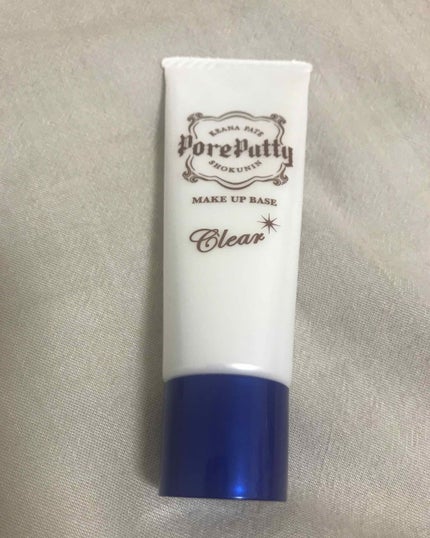 KEANA PATE
PorePutty
SHOKUNIN
MAKE UP BASE
Clear